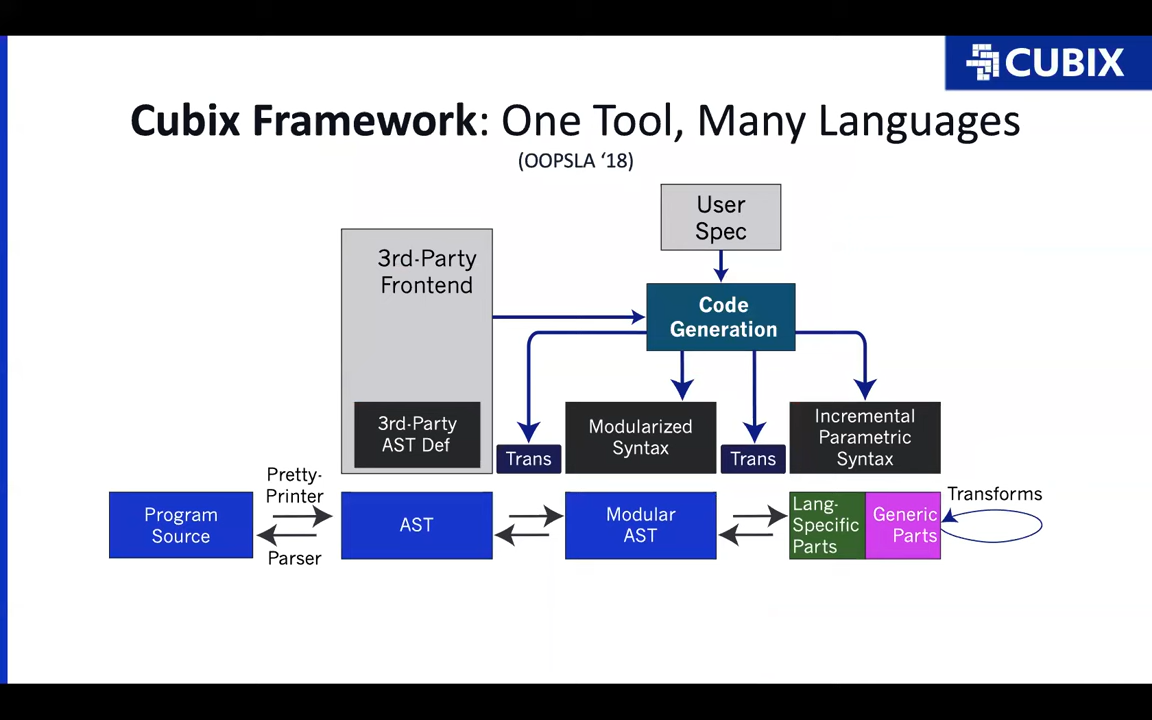 CUBIX
Cubix Framework: One Tool, Many Languages
(OOPSLA ‘18)
User
Spec
3rd-Party
Frontend
Code
Generation
3rd-Party
AST Def
Trans
Modularized
Syntax
Trans
Incremental
Parametric
Syntax
Pretty-
Printer
Parser
Program
Source
AST
Modular
AST
Lang-
Specific
Parts
Generic
Parts
Transforms